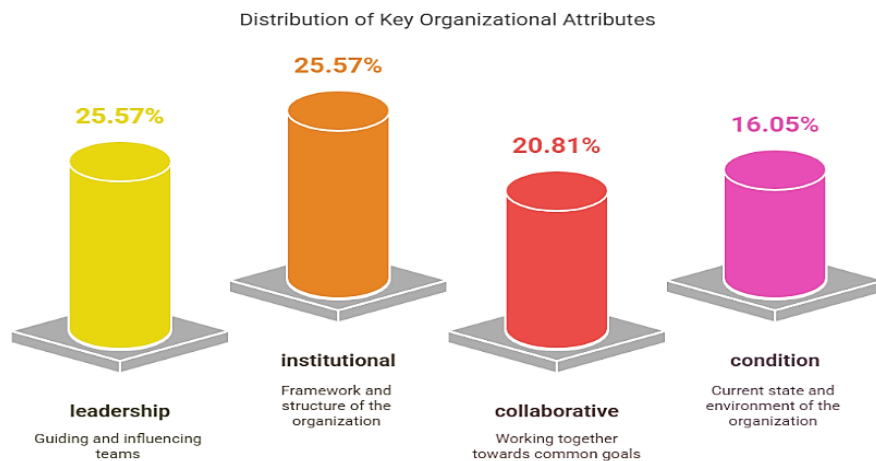 Distribution of Key Organizational Attributes
25.57%
25.57%
20.81%
16.05%
leadership
Guiding and influencing
teams
institutional
Framework and
structure of the
organization
collaborative
Working together
towards common goals
condition
Current state and
environment of the
organization